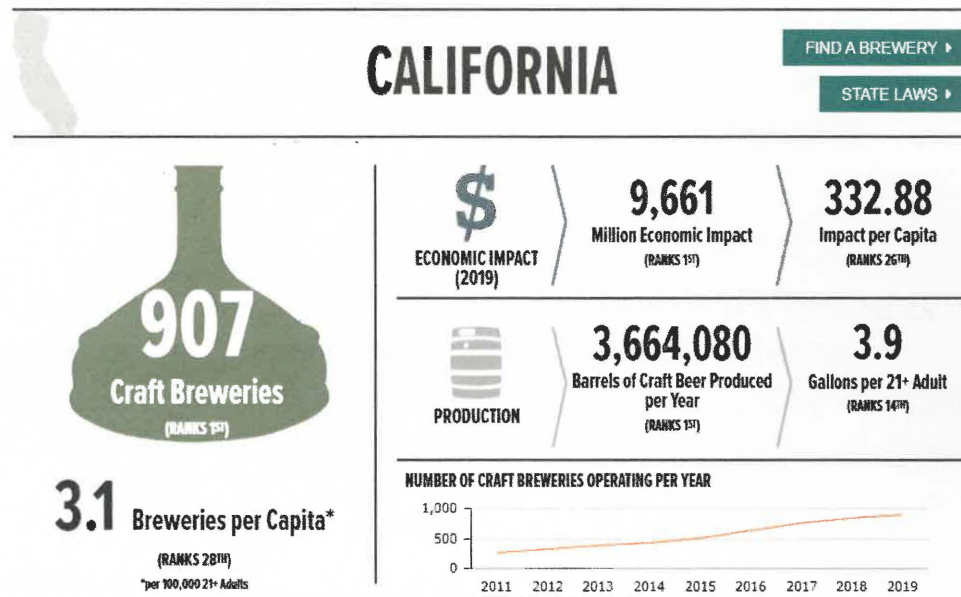 CALIFORNIA
FIND A BREWERY
STATE LAWS
907
Craft Breweries
(RANKS 1ST)
3.1 Breweries per Capita*
(RANKS 28TH)
*per 100,000 21+ Adults
$
ECONOMIC IMPACT
(2019)
9,661
Million Economic Impact
(RANKS 1ST)
332.88
Impact per Capita
(RANKS 26TH)
PRODUCTION
3,664,080
Barrels of Craft Beer Produced
per Year
(RANKS 1ST)
3.9
Gallons per 21+ Adult
(RANKS 14TH)
NUMBER OF CRAFT BREWERIES OPERATING PER YEAR
1,000
500
0
2011 2012 2013 2014 2015 2016 2017 2018 2019